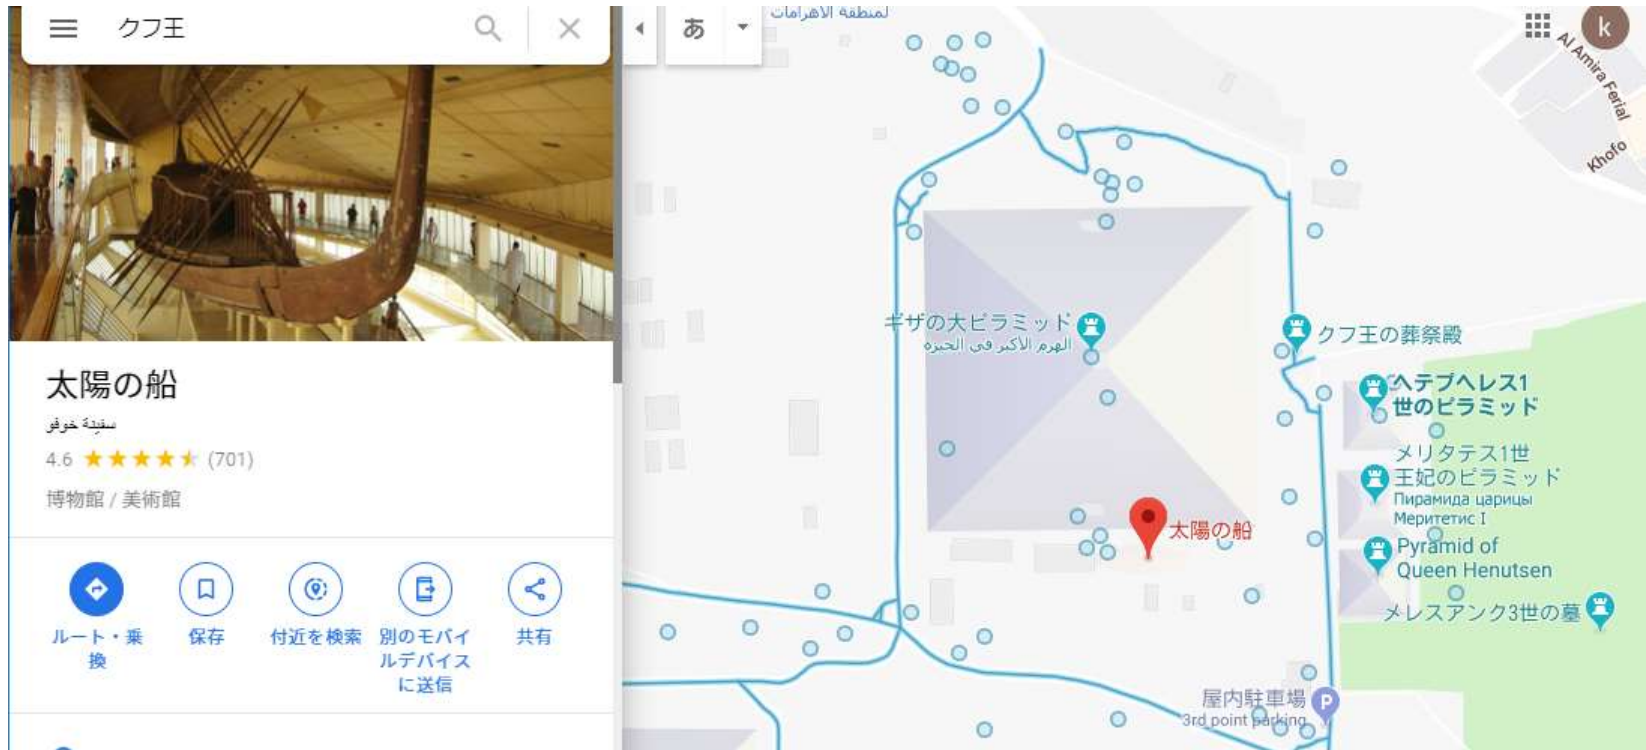 クフ王
太陽の船
سفينة خوفو
4.6
(701)
博物館 / 美術館
ルート・乗
換
保存
付近を検索
別のモバイ
ルデバイス
に送信
共有
あ
لمنطقة الاهرامات
k
Al Amira Ferial
Khofo
ギザの大ピラミッド
الهرم الأكبر في الجيزة
クフ王の葬祭殿
ヘテプヘレス1
世のピラミッド
メリタテス1世
王妃のピラミッド
Пирамида царицы
Меритетис I
太陽の船
Pyramid of
Queen Henutsen
メレスアンク3世の墓
屋内駐車場
P
3rd point parking